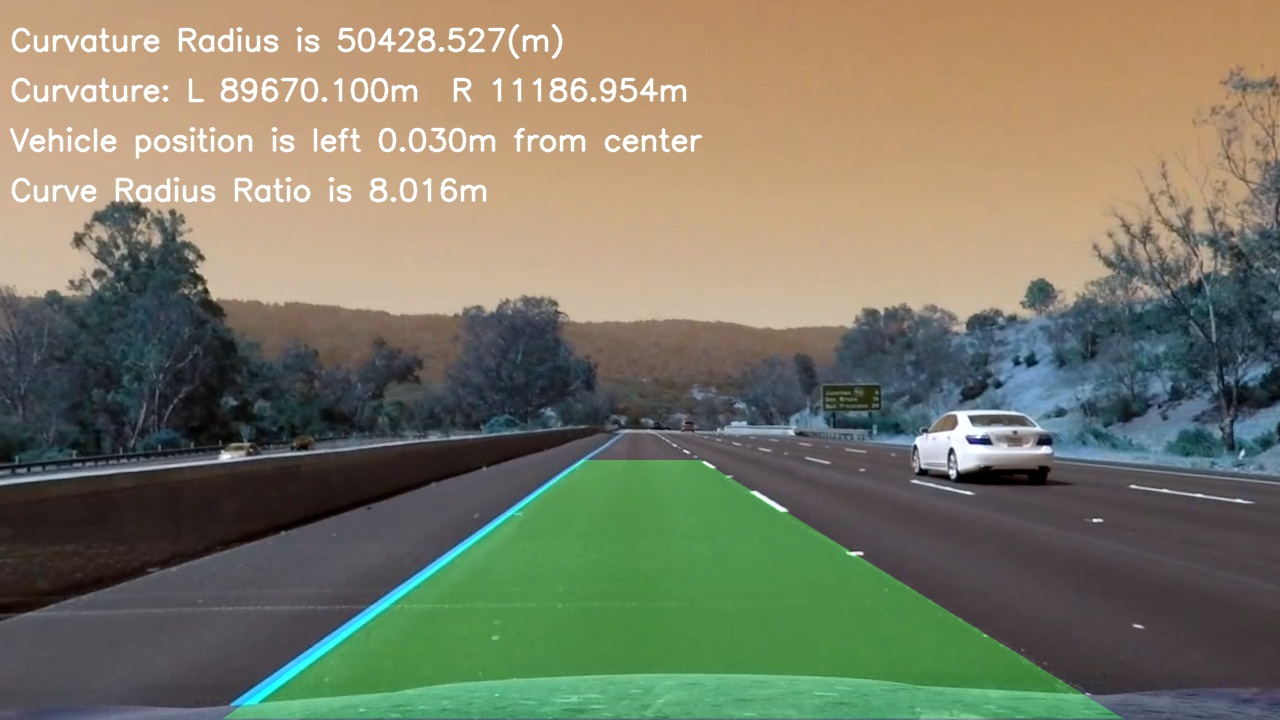 Curvature Radius is 50428.527(m)
Curvature: L 89670.100m R 11186.954m
Vehicle position is left 0.030m from center
Curve Radius Ratio is 8.016m